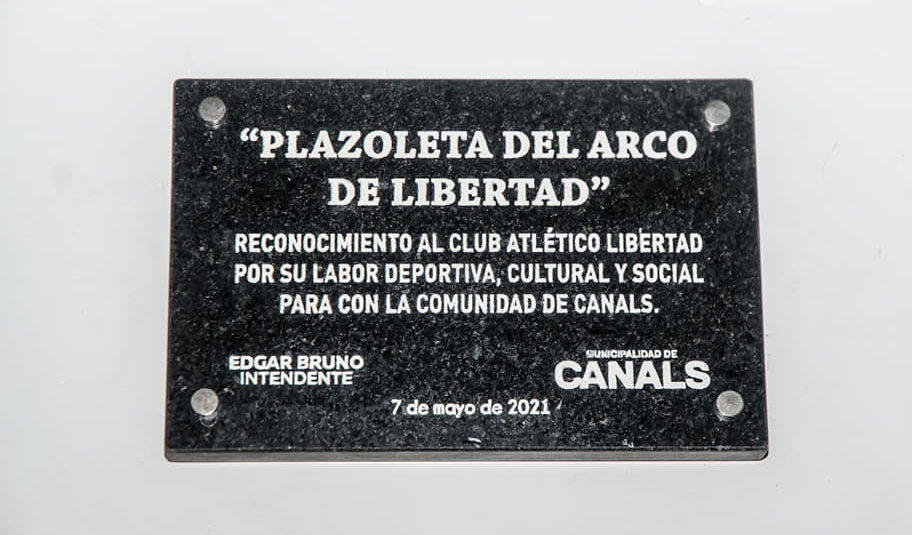 “PLAZOLETA DEL ARCO
DE LIBERTAD”
RECONOCIMIENTO AL CLUB ATLÉTICO LIBERTAD
POR SU LABOR DEPORTIVA, CULTURAL Y SOCIAL
PARA CON LA COMUNIDAD DE CANALS.
EDGAR BRUNO
INTENDENTE
MUNICIPALIDAD DE
CANALS
7 de mayo de 2021